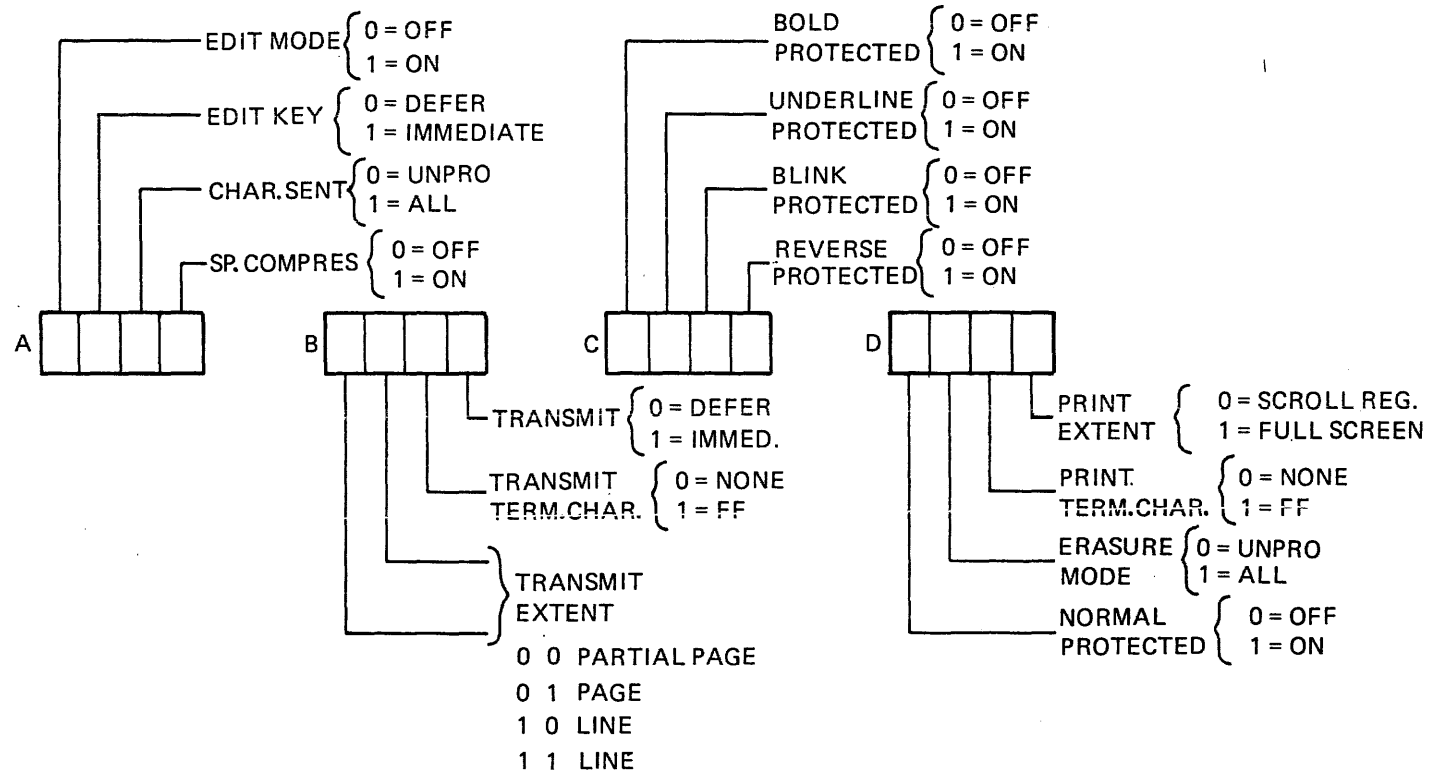 EDIT MODE 0 = OFF
1 = ON
EDIT KEY 0 = DEFER
1 = IMMEDIATE
CHAR.SENT 0 = UNPRO
1 = ALL
SP. COMPRES 0 = OFF
1 = ON
BOLD
PROTECTED 0 = OFF
1 = ON
UNDERLINE
PROTECTED 0 = OFF
1 = ON
BLINK
PROTECTED 0 = OFF
1 = ON
REVERSE
PROTECTED 0 = OFF
1 = ON
A
B
C
D
TRANSMIT 0 = DEFER
1 = IMMED.
TRANSMIT
TERM.CHAR. 0 = NONE
1 = FF
TRANSMIT
EXTENT
0 0 PARTIAL PAGE
0 1 PAGE
1 0 LINE
1 1 LINE
PRINT
EXTENT 0 = SCROLL REG.
1 = FULL SCREEN
PRINT.
TERM.CHAR. 0 = NONE
1 = FF
ERASURE
MODE 0 = UNPRO
1 = ALL
NORMAL
PROTECTED 0 = OFF
1 = ON